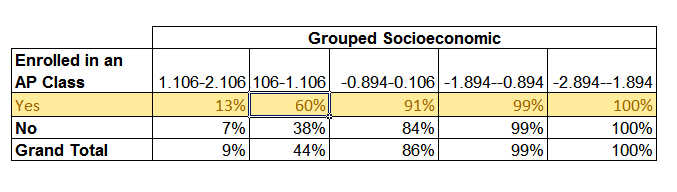 Grouped Socioeconomic
Enrolled in an
AP Class 1.106-2.106 106-1.106 -0.894-0.106 -1.894--0.894 -2.894--1.894
Yes 13% 60% 91% 99% 100%
No 7% 38% 84% 99% 100%
Grand Total 9% 44% 86% 99% 100%